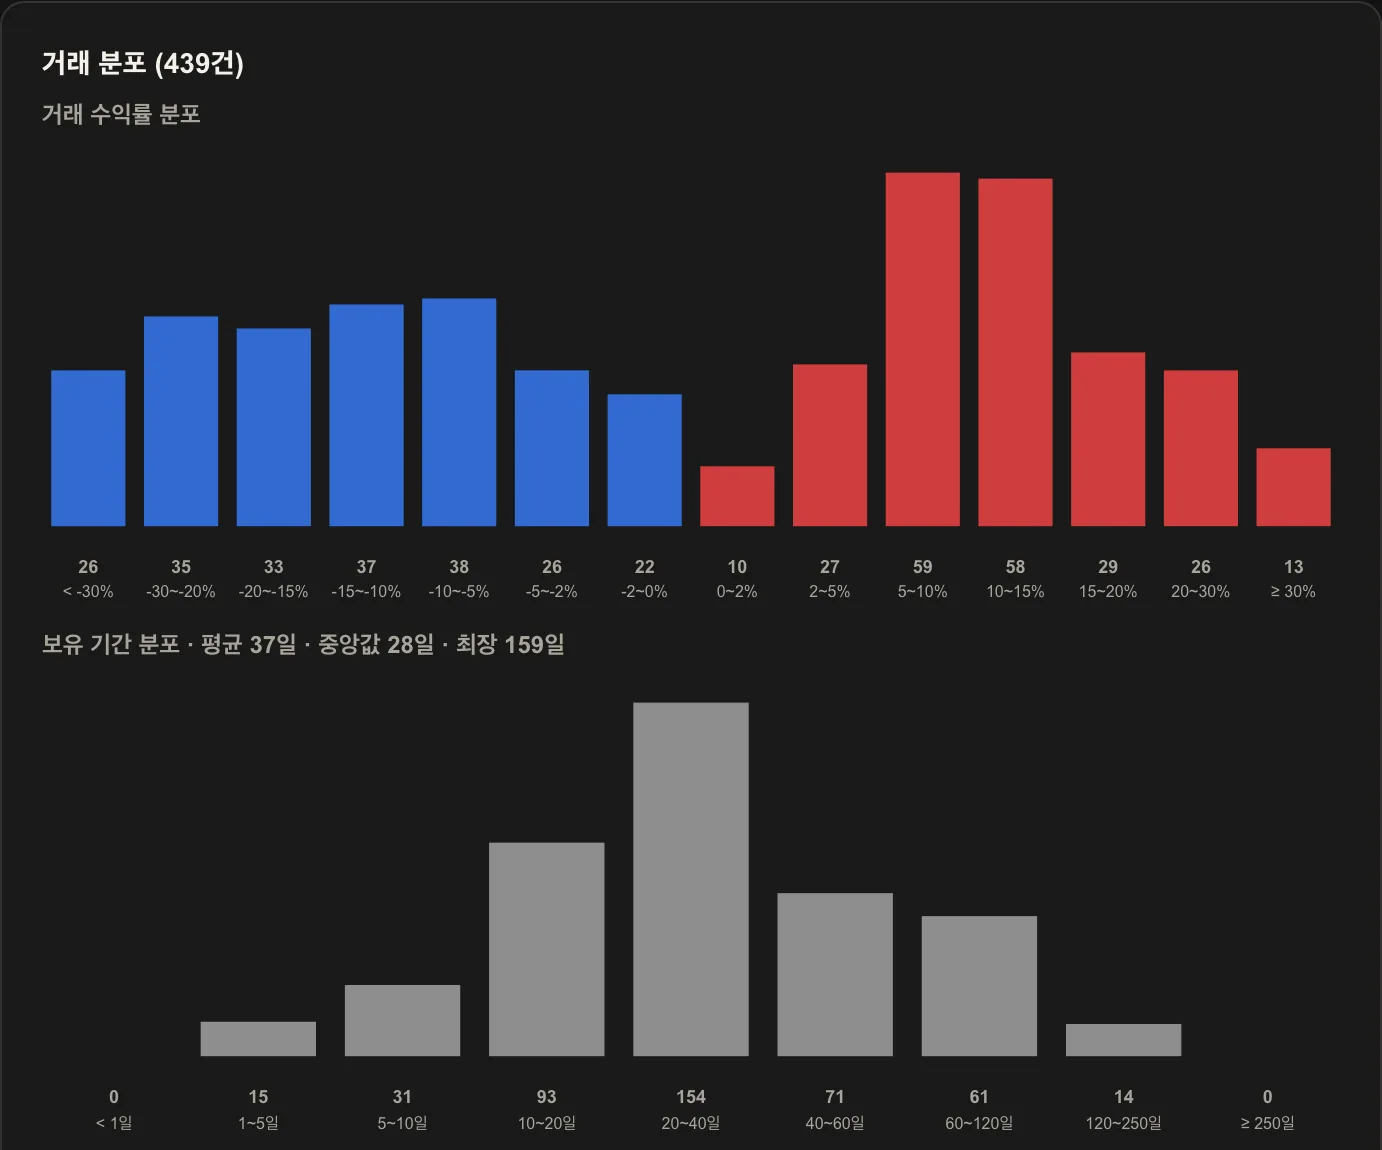 거래 분포 (439건)
거래 수익률 분포
26 35 33 37 38 26 22 10 27 59 58 29 26 13
< -30% -30~-20% -20~-15% -15~-10% -10~-5% -5~-2% -2~0% 0~2% 2~5% 5~10% 10~15% 15~20% 20~30% ≥ 30%
보유 기간 분포 · 평균 37일 · 중앙값 28일 · 최장 159일
0 15 31 93 154 71 61 14 0
< 1일 1~5일 5~10일 10~20일 20~40일 40~60일 60~120일 120~250일 ≥ 250일